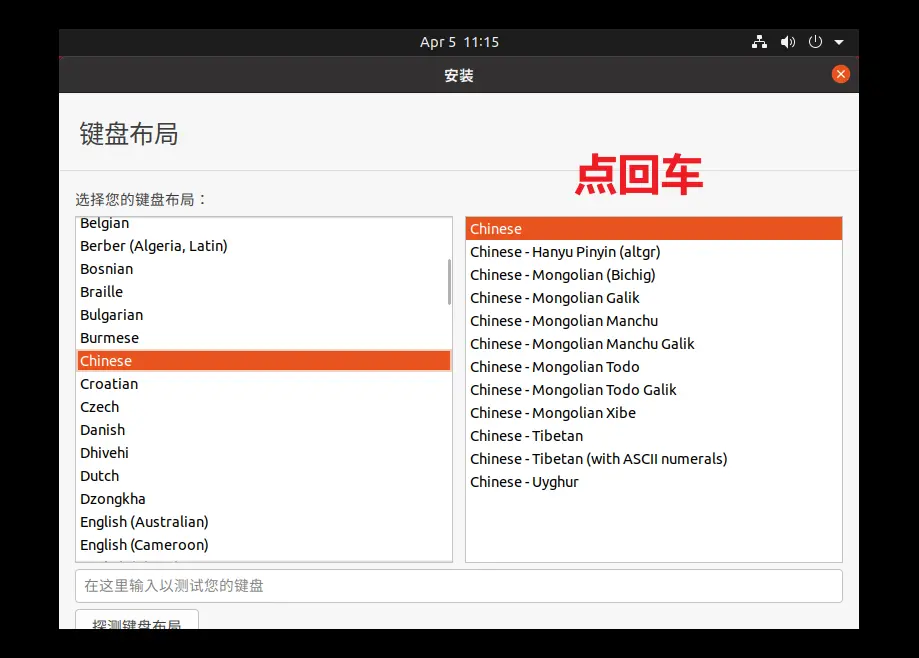 Apr 5 11:15
安装
键盘布局
点回车
选择您的键盘布局：
Belgian
Berber (Algeria, Latin)
Bosnian
Braille
Bulgarian
Burmese
Chinese
Croatian
Czech
Danish
Dhivehi
Dutch
Dzongkha
English (Australian)
English (Cameroon)
Chinese
Chinese - Hanyu Pinyin (altgr)
Chinese - Mongolian (Bichig)
Chinese - Mongolian Galik
Chinese - Mongolian Manchu
Chinese - Mongolian Manchu Galik
Chinese - Mongolian Todo
Chinese - Mongolian Todo Galik
Chinese - Mongolian Xibe
Chinese - Tibetan
Chinese - Tibetan (with ASCII numerals)
Chinese - Uyghur
在这里输入以测试您的键盘
探测键盘布局